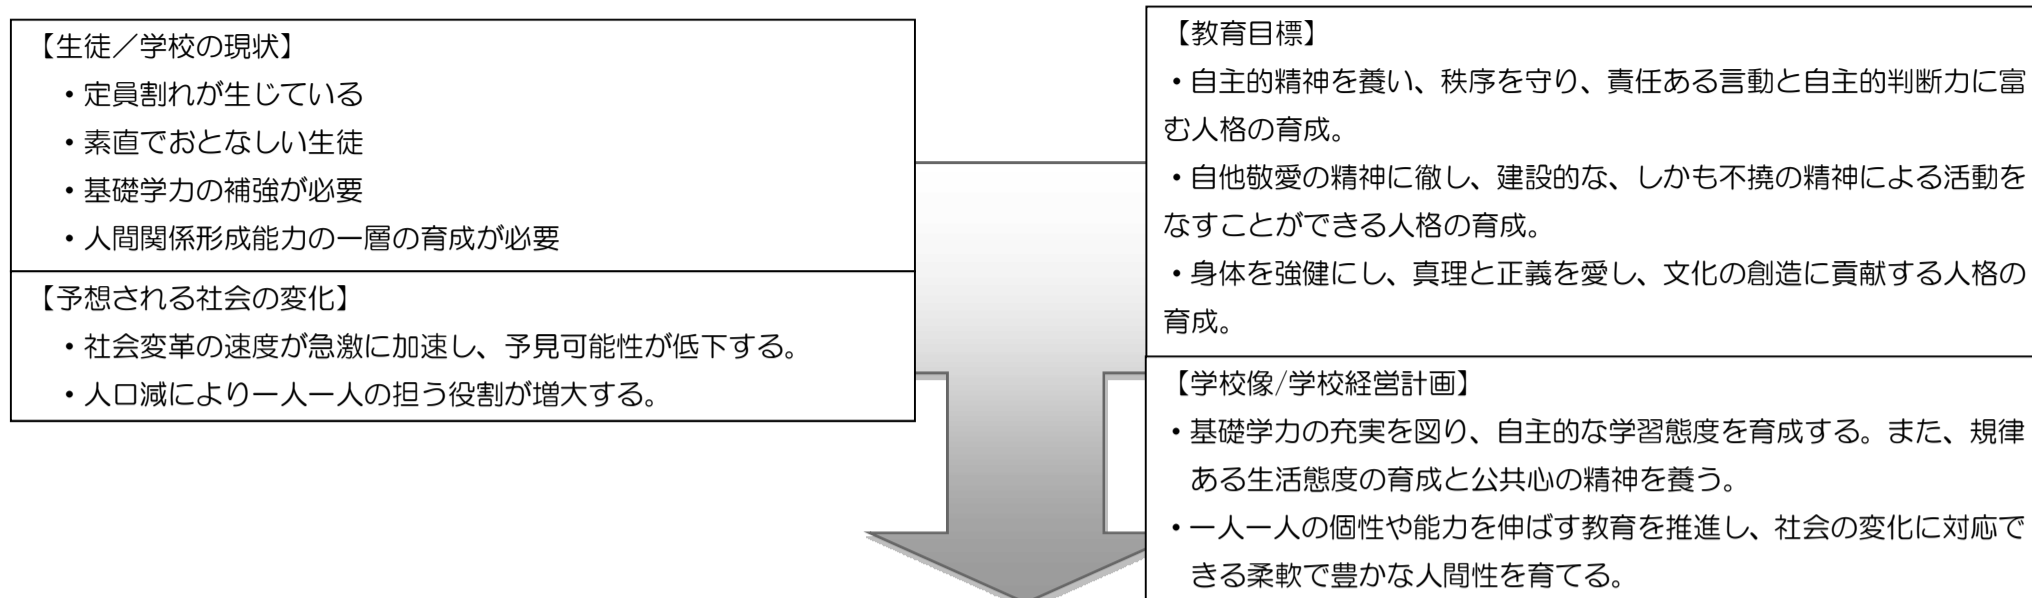 【生徒／学校の現状】
・定員割れが生じている
・素直でおとなしい生徒
・基礎学力の補強が必要
・人間関係形成能力の一層の育成が必要
【予想される社会の変化】
・社会変革の速度が急激に加速し、予見可能性が低下する。
・人口減により一人一人の担う役割が増大する。
【教育目標】
・自主的精神を養い、秩序を守り、責任ある言動と自主的判断力に富
む人格の育成。
・自他敬愛の精神に徹し、建設的な、しかも不撓の精神による活動を
なすことができる人格の育成。
・身体を強健にし、真理と正義を愛し、文化の創造に貢献する人格の
育成。
【学校像/学校経営計画】
・基礎学力の充実を図り、自主的な学習態度を育成する。また、規律
ある生活態度の育成と公共心の精神を養う。
・一人一人の個性や能力を伸ばす教育を推進し、社会の変化に対応で
きる柔軟で豊かな人間性を育てる。